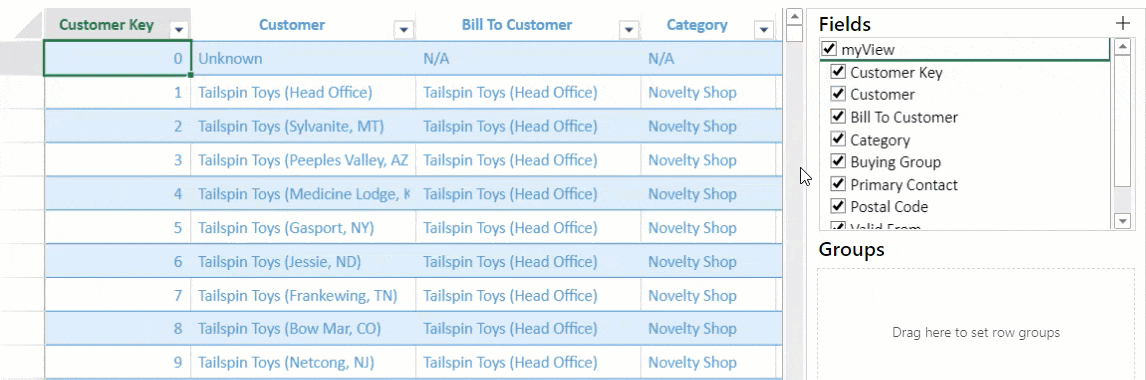 Customer Key Customer Bill To Customer Category
0 Unknown N/A N/A
1 Tailspin Toys (Head Office) Tailspin Toys (Head Office) Novelty Shop
2 Tailspin Toys (Sylvanite, MT) Tailspin Toys (Head Office) Novelty Shop
3 Tailspin Toys (Peeples Valley, AZ Tailspin Toys (Head Office) Novelty Shop
4 Tailspin Toys (Medicine Lodge, K Tailspin Toys (Head Office) Novelty Shop
5 Tailspin Toys (Gasport, NY) Tailspin Toys (Head Office) Novelty Shop
6 Tailspin Toys (Jessie, ND) Tailspin Toys (Head Office) Novelty Shop
7 Tailspin Toys (Frankewing, TN) Tailspin Toys (Head Office) Novelty Shop
8 Tailspin Toys (Bow Mar, CO) Tailspin Toys (Head Office) Novelty Shop
9 Tailspin Toys (Netcong, NJ) Tailspin Toys (Head Office) Novelty Shop
Fields
myView
Customer Key
Customer
Bill To Customer
Category
Buying Group
Primary Contact
Postal Code
Valid From
Groups
Drag here to set row groups